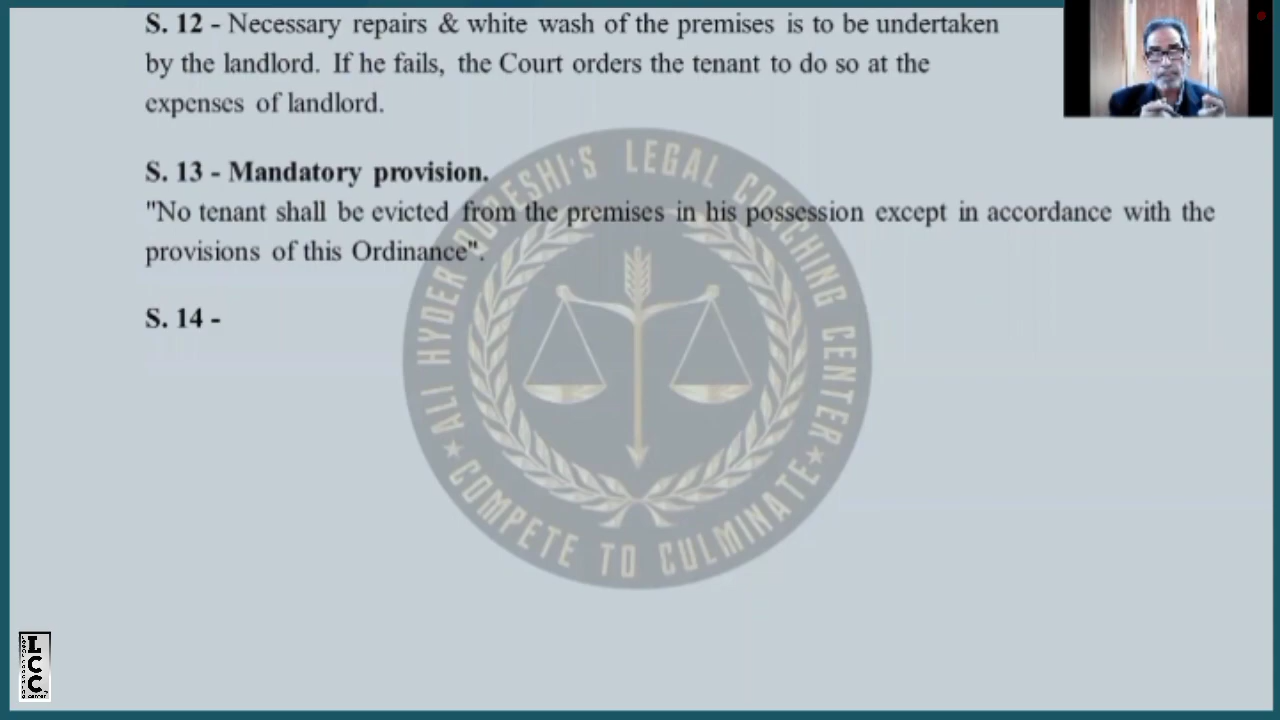 S. 12 - Necessary repairs & white wash of the premises is to be undertaken
by the landlord. If he fails, the Court orders the tenant to do so at the
expenses of landlord.
S. 13 - Mandatory provision.
"No tenant shall be evicted from the premises in his possession except in accordance with the
provisions of this Ordinance".
S. 14 -
ALI HYDER QURESHI'S LEGAL COACHING CENTER
COMPETE TO CULMINATE
LCC